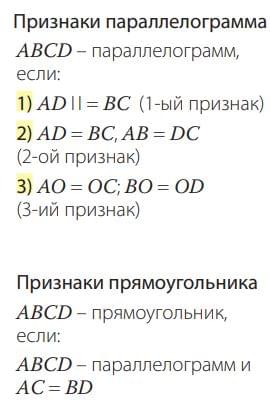 Признаки параллелограмма
ABCD – параллелограмм,
если:
1) AD || = BC (1-ый признак)
2) AD = BC, AB = DC
(2-ой признак)
3) AO = OC; BO = OD
(3-ий признак)
Признаки прямоугольника
ABCD – прямоугольник,
если:
ABCD – параллелограмм и
AC = BD